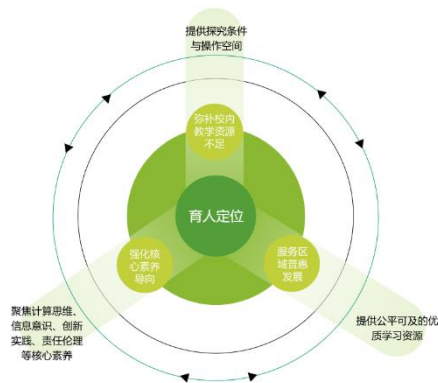 提供探究条件
与操作空间
弥补校内
教学资源
不足
育人定位
强化核
心素养
导向
服务区
域普惠
发展
聚焦计算思维、
信息意识、创新
实践、责任伦理
等核心素养
提供公平可及的优
质学习资源